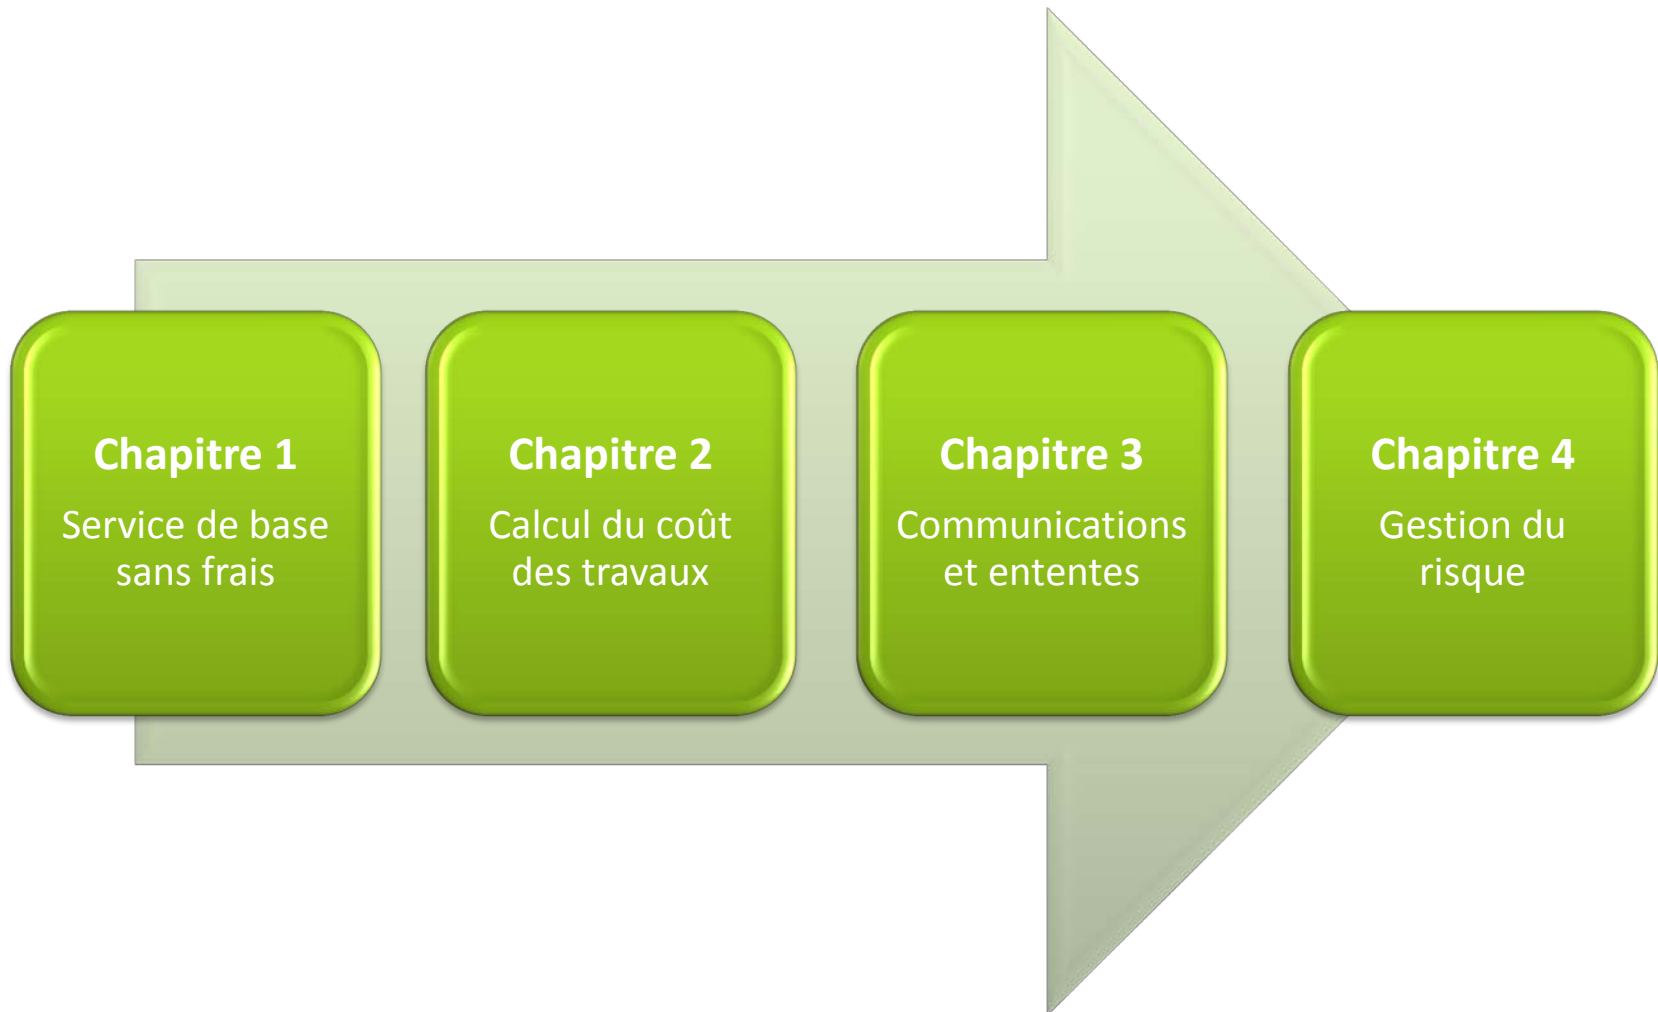 Chapitre 1
Service de base
sans frais
Chapitre 2
Calcul du coût
des travaux
Chapitre 3
Communications
et ententes
Chapitre 4
Gestion du
risque